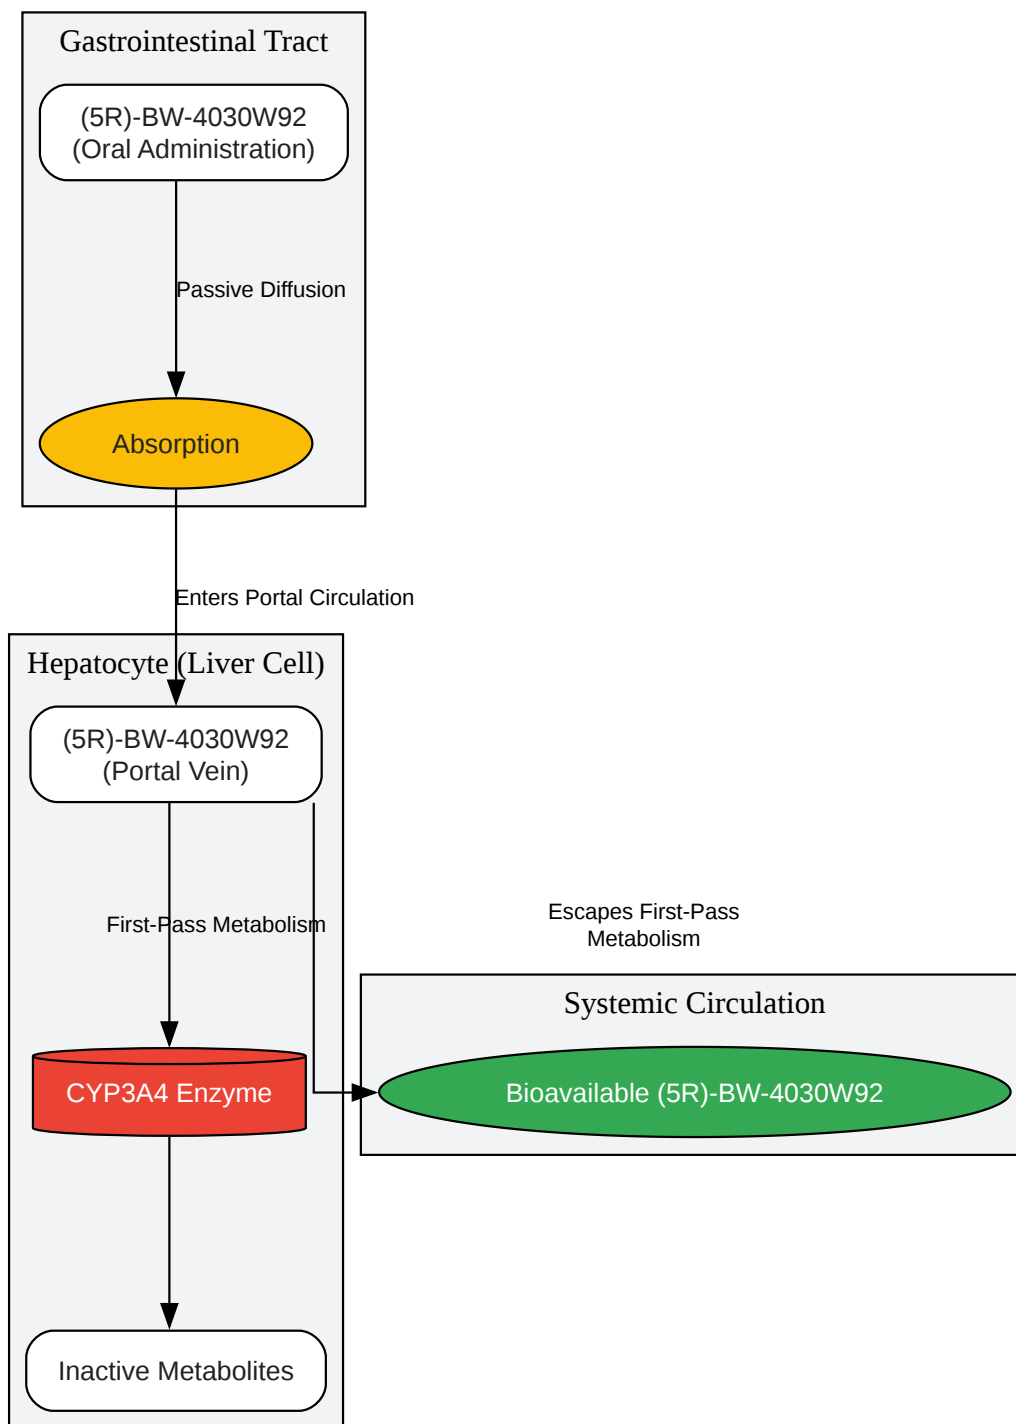 Gastrointestinal Tract
(5R)-BW-4030W92
(Oral Administration)
Passive Diffusion
Absorption
Enters Portal Circulation
Hepatocyte (Liver Cell)
(5R)-BW-4030W92
(Portal Vein)
First-Pass Metabolism
Escapes First-Pass
Metabolism
Systemic Circulation
CYP3A4 Enzyme
Bioavailable (5R)-BW-4030W92
Inactive Metabolites